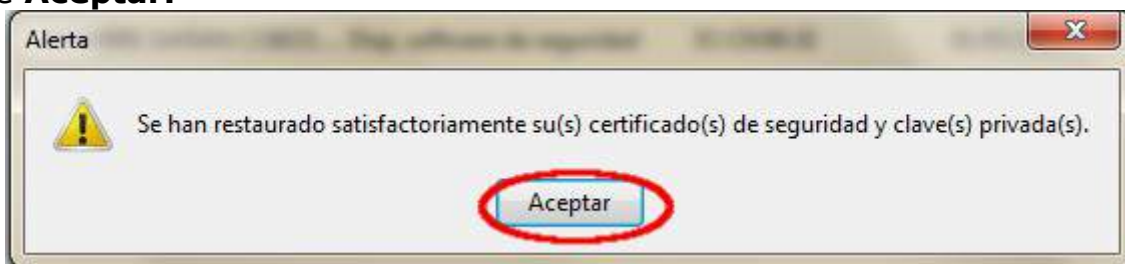 Aceptar.
Alerta
Se han restaurado satisfactoriamente su(s) certificado(s) de seguridad y clave(s) privada(s).
Aceptar